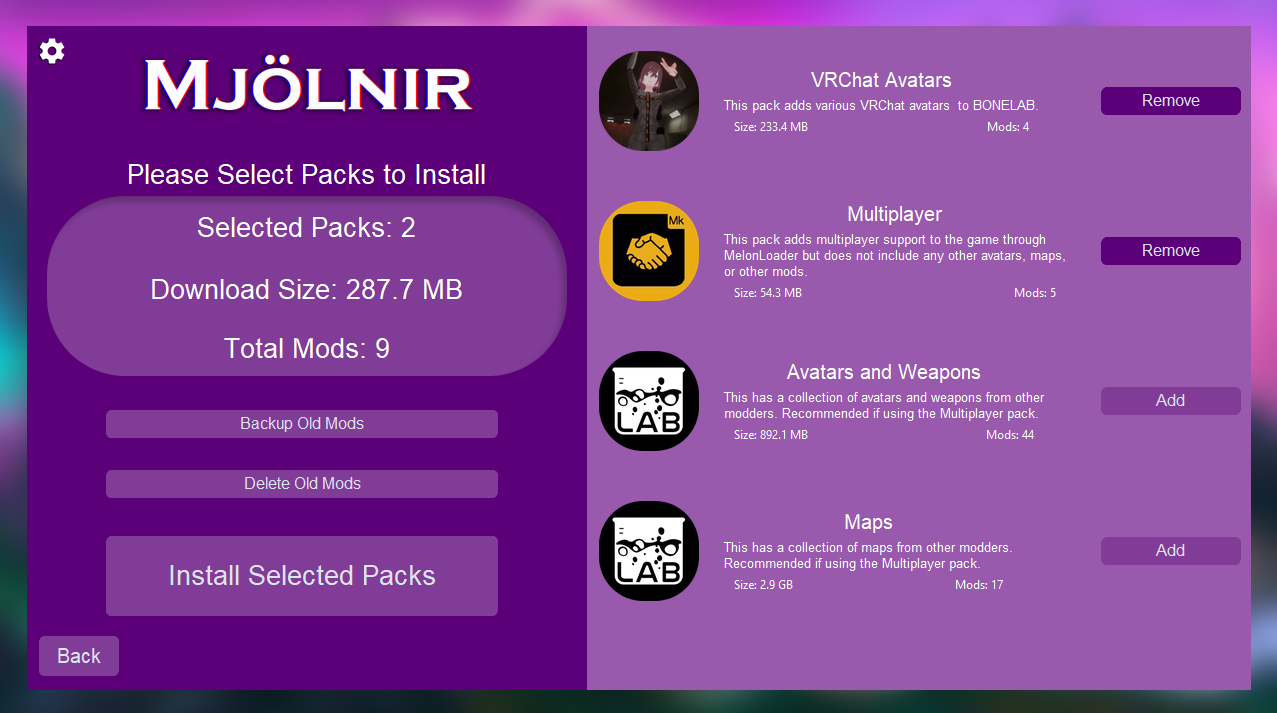 MJÖLNIR
Please Select Packs to Install
Selected Packs: 2
Download Size: 287.7 MB
Total Mods: 9
Backup Old Mods
Delete Old Mods
Install Selected Packs
Back
VRChat Avatars
This pack adds various VRChat avatars  to BONELAB.
Size: 233.4 MB
Mods: 4
Remove
Mk
Multiplayer
This pack adds multiplayer support to the game through
MelonLoader but does not include any other avatars, maps,
or other mods.
Size: 54.3 MB
Mods: 5
Remove
LAB
Avatars and Weapons
This has a collection of avatars and weapons from other
modders. Recommended if using the Multiplayer pack.
Size: 892.1 MB
Mods: 44
Add
LAB
Maps
This has a collection of maps from other modders.
Recommended if using the Multiplayer pack.
Size: 2.9 GB
Mods: 17
Add